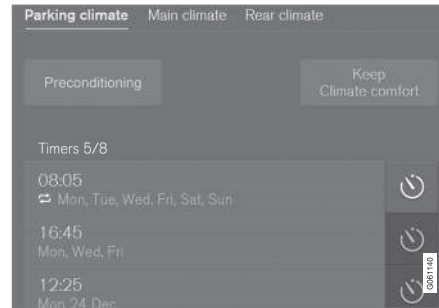 Parking climate Main climate Rear climate
Preconditioning
Keep
Climate comfort
Timers 5/8
08:05
Mon, Tue, Wed, Fri, Sat, Sun
16:45
Mon, Wed, Fri
12:25
Mon 24 Dec
G061140